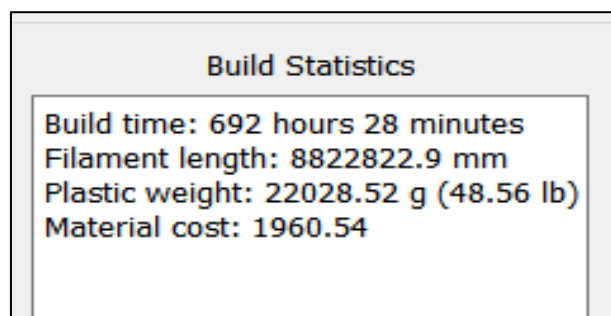 Build Statistics
Build time: 692 hours 28 minutes
Filament length: 8822822.9 mm
Plastic weight: 22028.52 g (48.56 lb)
Material cost: 1960.54